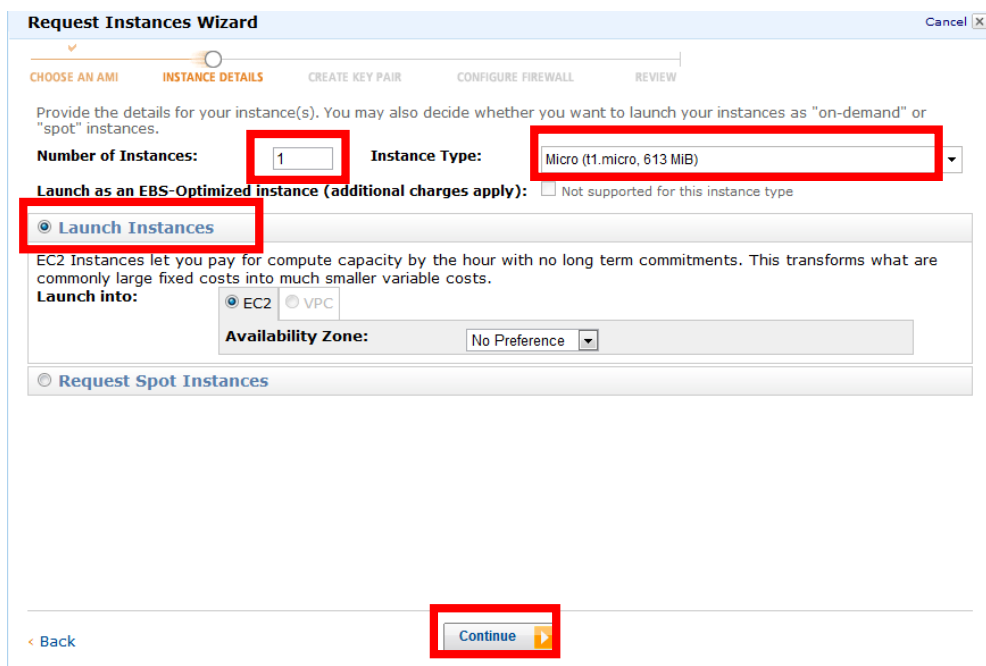 Request Instances Wizard
Cancel
CHOOSE AN AMI INSTANCE DETAILS CREATE KEY PAIR CONFIGURE FIREWALL REVIEW
Provide the details for your instance(s). You may also decide whether you want to launch your instances as "on-demand" or
"spot" instances.
Number of Instances: 1 Instance Type: Micro (t1.micro, 613 MiB)
Launch as an EBS-Optimized instance (additional charges apply): Not supported for this instance type
Launch Instances
EC2 Instances let you pay for compute capacity by the hour with no long term commitments. This transforms what are
commonly large fixed costs into much smaller variable costs.
Launch into: EC2 VPC
Availability Zone: No Preference
Request Spot Instances
< Back
Continue